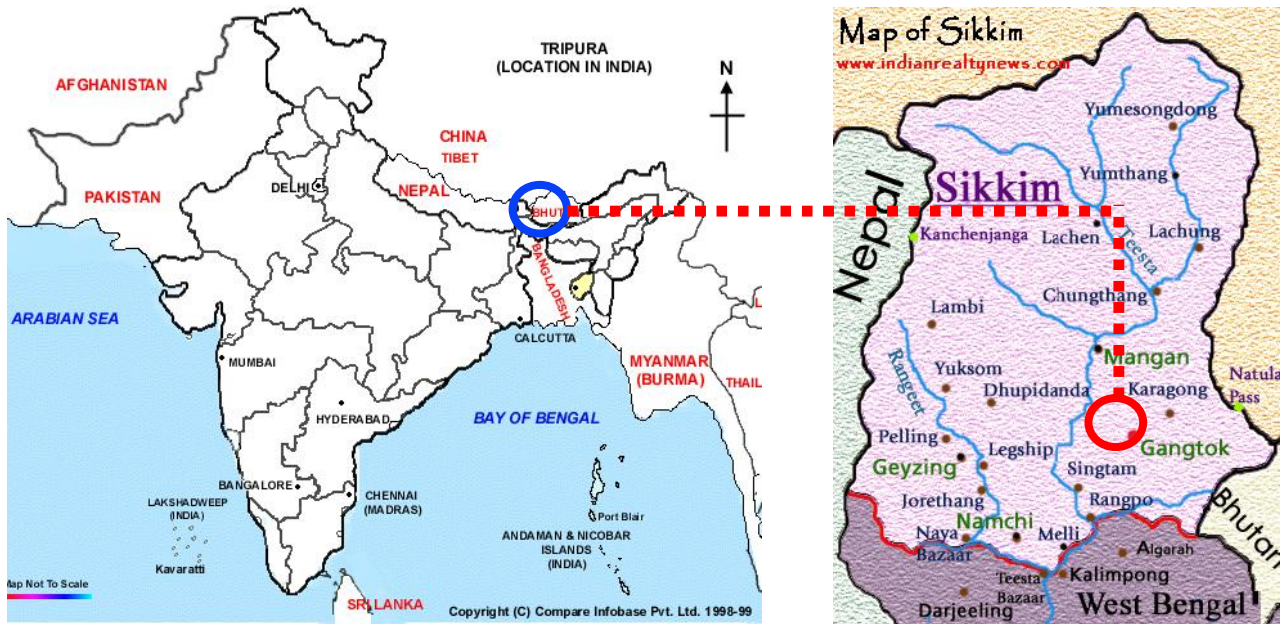 TRIPURA
(LOCATION IN INDIA)
N
AFGHANISTAN
CHINA
TIBET
DELHI
NEPAL
PAKISTAN
BHUT
BANGLADESH
ARABIAN SEA
CALCUTTA
MUMBAI
MYANMAR
(BURMA)
THAIL
HYDERABAD
BAY OF BENGAL
BANGALORE
CHENNAI
(MADRAS)
LAKSHADWEEP
(INDIA)
Kavaratti
Port Blair
ANDAMAN & NICOBAR
ISLANDS
(INDIA)
Map Not To Scale
SRI LANKA
Copyright (C) Compare Infobase Pvt. Ltd. 1998-99
Map of Sikkim
www.indianrealtynews.com
Yumesongdong
Yumthang
Nepal
Sikkim
Kanchenjanga
Lachen
Teesta
Lachung
Chungthang
Lambi
Mangan
Rangeet
Yuksom
Dhupidanda
Karagong
Natula
Pass
Pelling
Legship
Gangtok
Geyzing
Singtam
Jorethang
Rangpo
Namchi
Naya
Bazaar
Melli
Bhutan
Algarah
Teesta
Bazaar
Kalimpong
Darjeeling
West Bengal